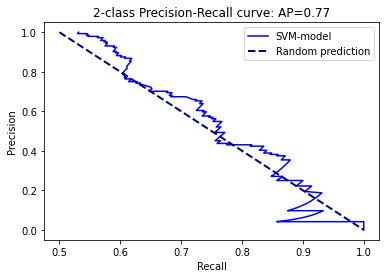 2-class Precision-Recall curve: AP=0.77
SVM-model
Random prediction
Precision
1.0
0.8
0.6
0.4
0.2
0.0
0.5 0.6 0.7 0.8 0.9 1.0
Recall